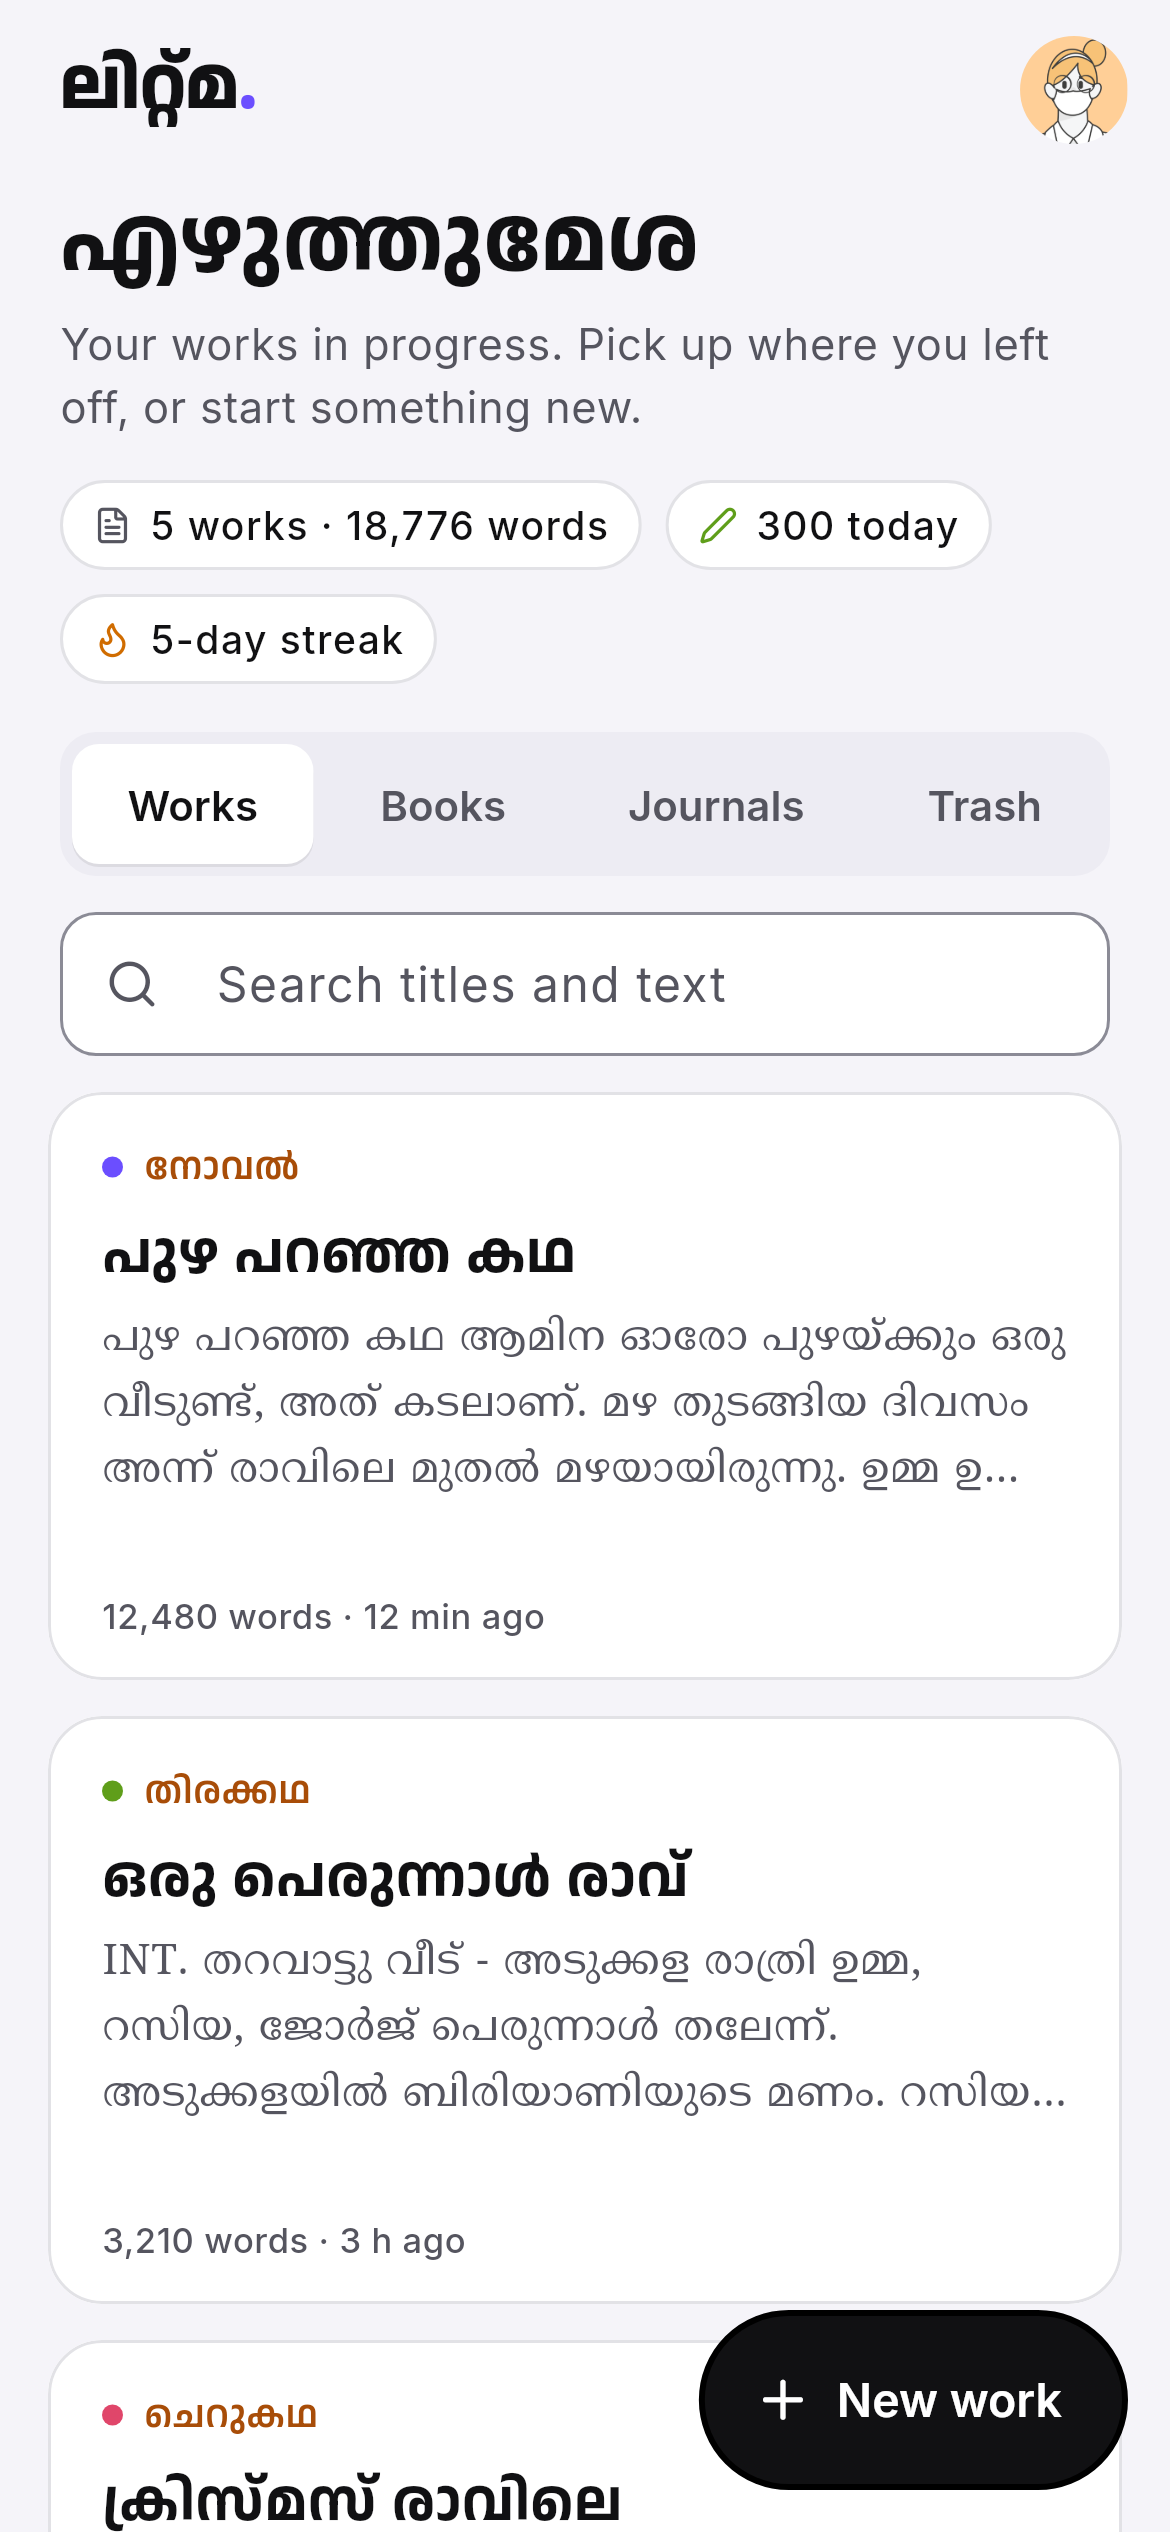 ലിറ്റ്മ.
എഴുത്തുമേശ
Your works in progress. Pick up where you left
off, or start something new.
5 works · 18,776 words
300 today
5-day streak
Works
Books
Journals
Trash
Search titles and text
നോവൽ
പുഴ പറഞ്ഞ കഥ
പുഴ പറഞ്ഞ കഥ ആമിന ഓരോ പുഴയ്ക്കും ഒരു
വീടുണ്ട്, അത് കടലാണ്. മഴ തുടങ്ങിയ ദിവസം
അന്ന് രാവിലെ മുതൽ മഴയായിരുന്നു. ഉമ്മ ഉ...
12,480 words · 12 min ago
തിരക്കഥ
ഒരു പെരുന്നാൾ രാവ്
INT. തറവാട്ടു വീട് - അടുക്കള രാത്രി ഉമ്മ,
റസിയ, ജോർജ് പെരുന്നാൾ തലേന്ന്.
അടുക്കളയിൽ ബിരിയാണിയുടെ മണം. റസിയ...
3,210 words · 3 h ago
ചെറുകഥ
ക്രിസ്മസ് രാവിലെ
New work